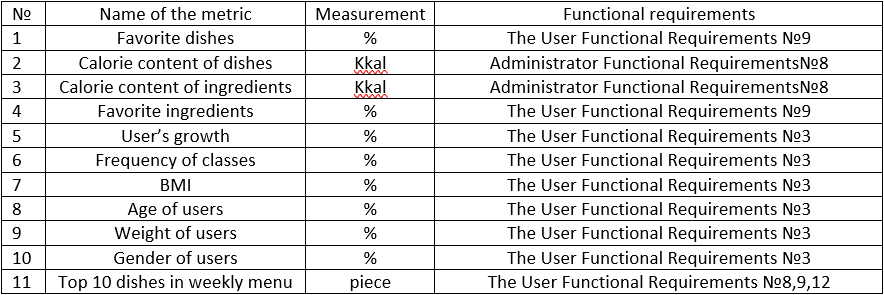 № Name of the metric Measurement Functional requirements
1 Favorite dishes % The User Functional Requirements №9
2 Calorie content of dishes Kkal Administrator Functional Requirements№8
3 Calorie content of ingredients Kkal Administrator Functional Requirements№8
4 Favorite ingredients % The User Functional Requirements №9
5 User’s growth % The User Functional Requirements №3
6 Frequency of classes % The User Functional Requirements №3
7 BMI % The User Functional Requirements №3
8 Age of users % The User Functional Requirements №3
9 Weight of users % The User Functional Requirements №3
10 Gender of users % The User Functional Requirements №3
11 Top 10 dishes in weekly menu piece The User Functional Requirements №8,9,12